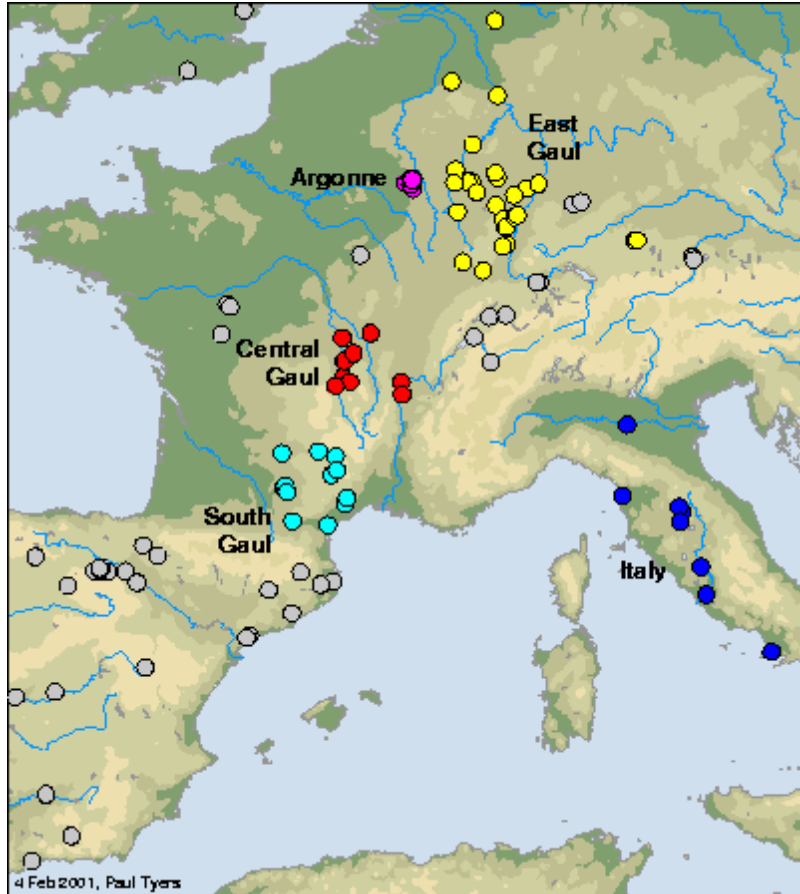 East
Gaul
Argonne
Central
Gaul
South
Gaul
Italy
4 Feb 2001, Paul Tyers